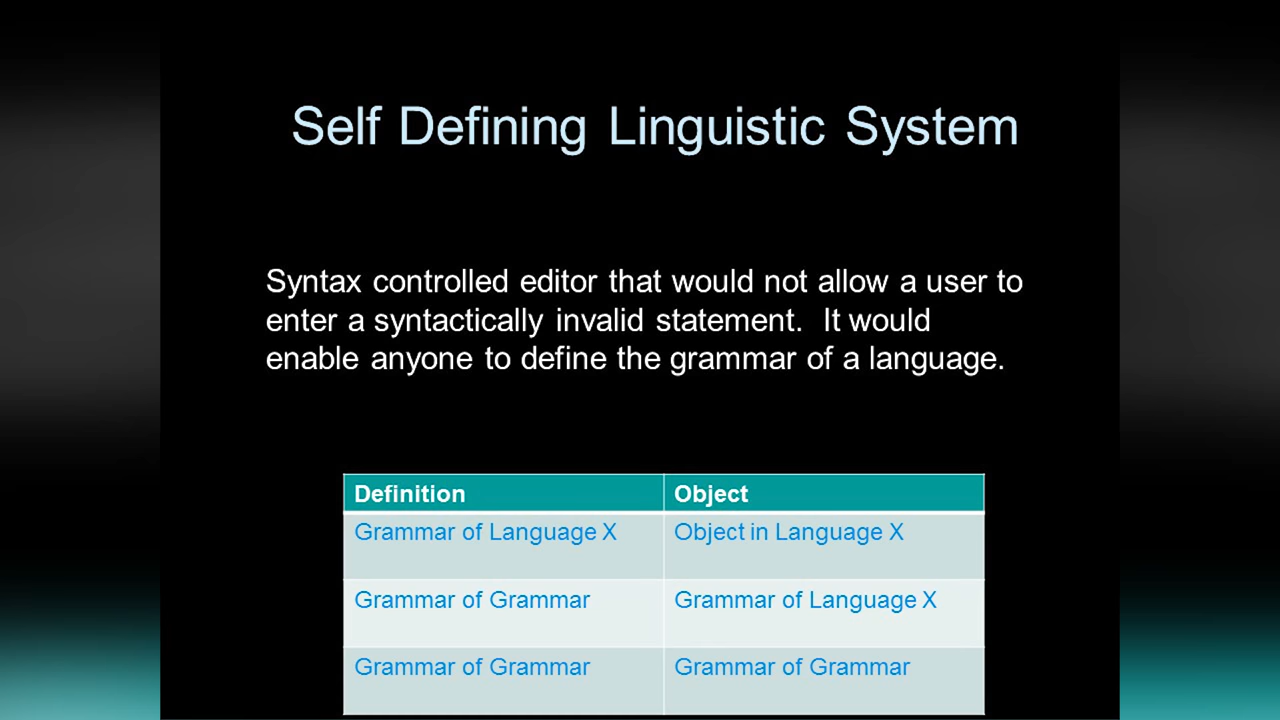 Self Defining Linguistic System
Syntax controlled editor that would not allow a user to
enter a syntactically invalid statement.  It would
enable anyone to define the grammar of a language.
Definition Object
Grammar of Language X Object in Language X
Grammar of Grammar Grammar of Language X
Grammar of Grammar Grammar of Grammar